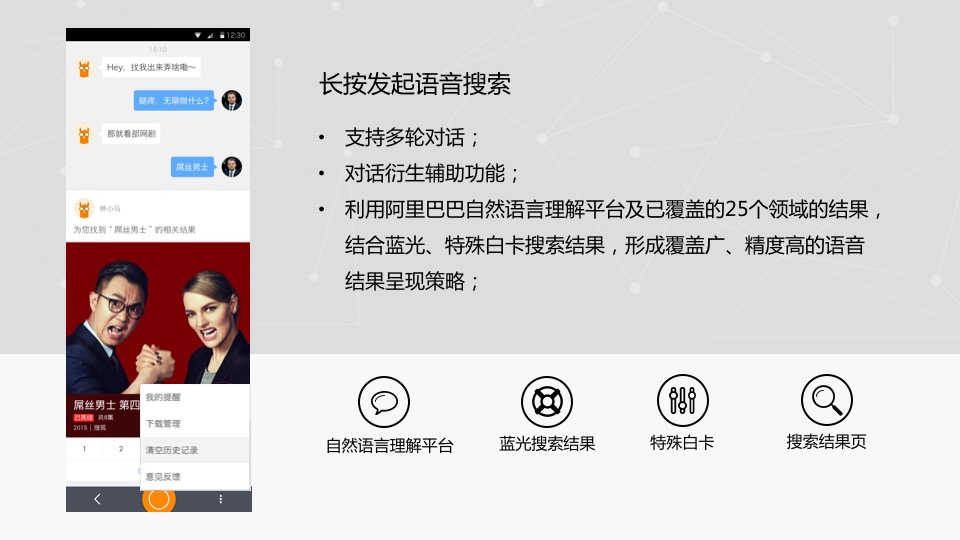 12:30
16:10
Hey，找我出来弄啥嘞～
腿疼，无聊做什么?
那就看部网剧
屌丝男士
神小马
为您找到“屌丝男士”的相关结果
屌丝男士 第四
已完结 共8集
2015 | 搜狐
1 2
我的提醒
下载管理
清空历史记录
意见反馈
长按发起语音搜索
• 支持多轮对话；
• 对话衍生辅助功能；
• 利用阿里巴巴自然语言理解平台及已覆盖的25个领域的结果，
结合蓝光、特殊白卡搜索结果，形成覆盖广、精度高的语音
结果呈现策略；
自然语言理解平台
蓝光搜索结果
特殊白卡
搜索结果页